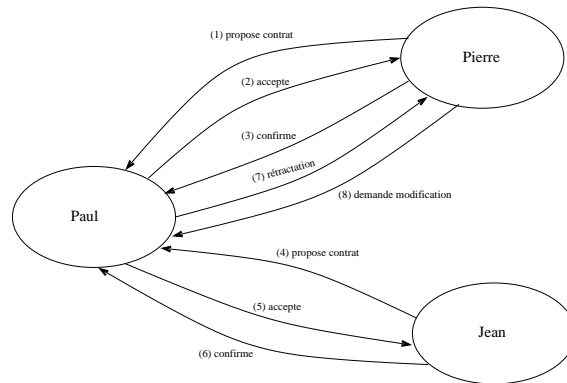 (1) propose contrat
Pierre
(2) accepte
(3) confirme
(7) rétractation
(8) demande modification
Paul
(4) propose contrat
(5) accepte
Jean
(6) confirme